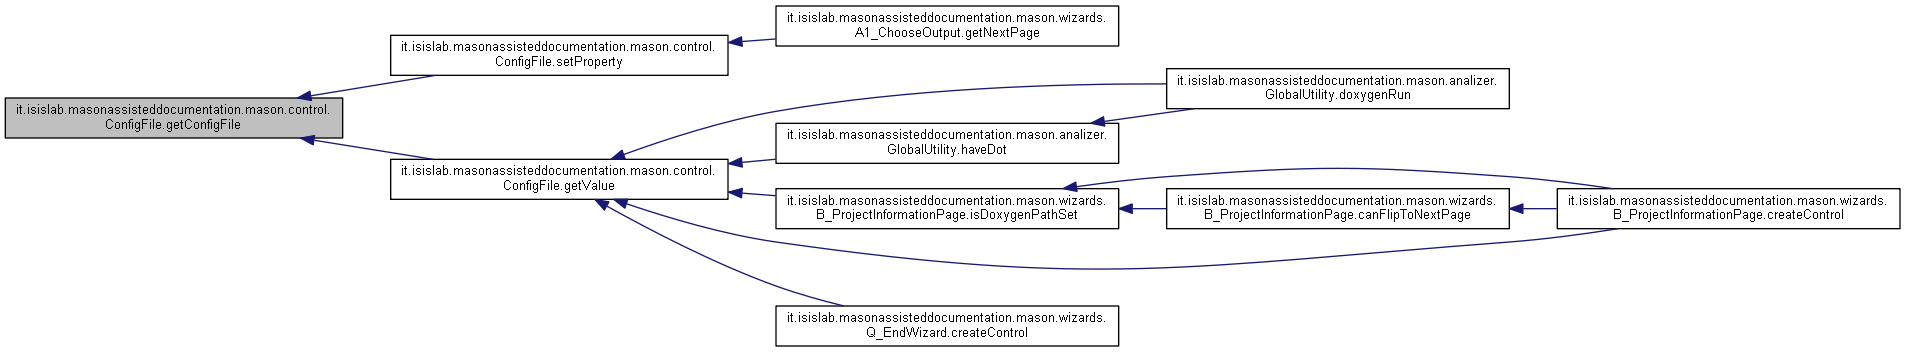 it.isislab.masonassisteddocumentation.mason.wizards.
A1_ChooseOutput.getNextPage
it.isislab.masonassisteddocumentation.mason.control.
ConfigFile.setProperty
it.isislab.masonassisteddocumentation.mason.analizer.
GlobalUtility.doxygenRun
it.isislab.masonassisteddocumentation.mason.control.
ConfigFile.getConfigFile
it.isislab.masonassisteddocumentation.mason.analizer.
GlobalUtility.haveDot
it.isislab.masonassisteddocumentation.mason.control.
ConfigFile.getValue
it.isislab.masonassisteddocumentation.mason.wizards.
B_ProjectInformationPage.isDoxygenPathSet
it.isislab.masonassisteddocumentation.mason.wizards.
B_ProjectInformationPage.canFlipToNextPage
it.isislab.masonassisteddocumentation.mason.wizards.
B_ProjectInformationPage.createControl
it.isislab.masonassisteddocumentation.mason.wizards.
Q_EndWizard.createControl